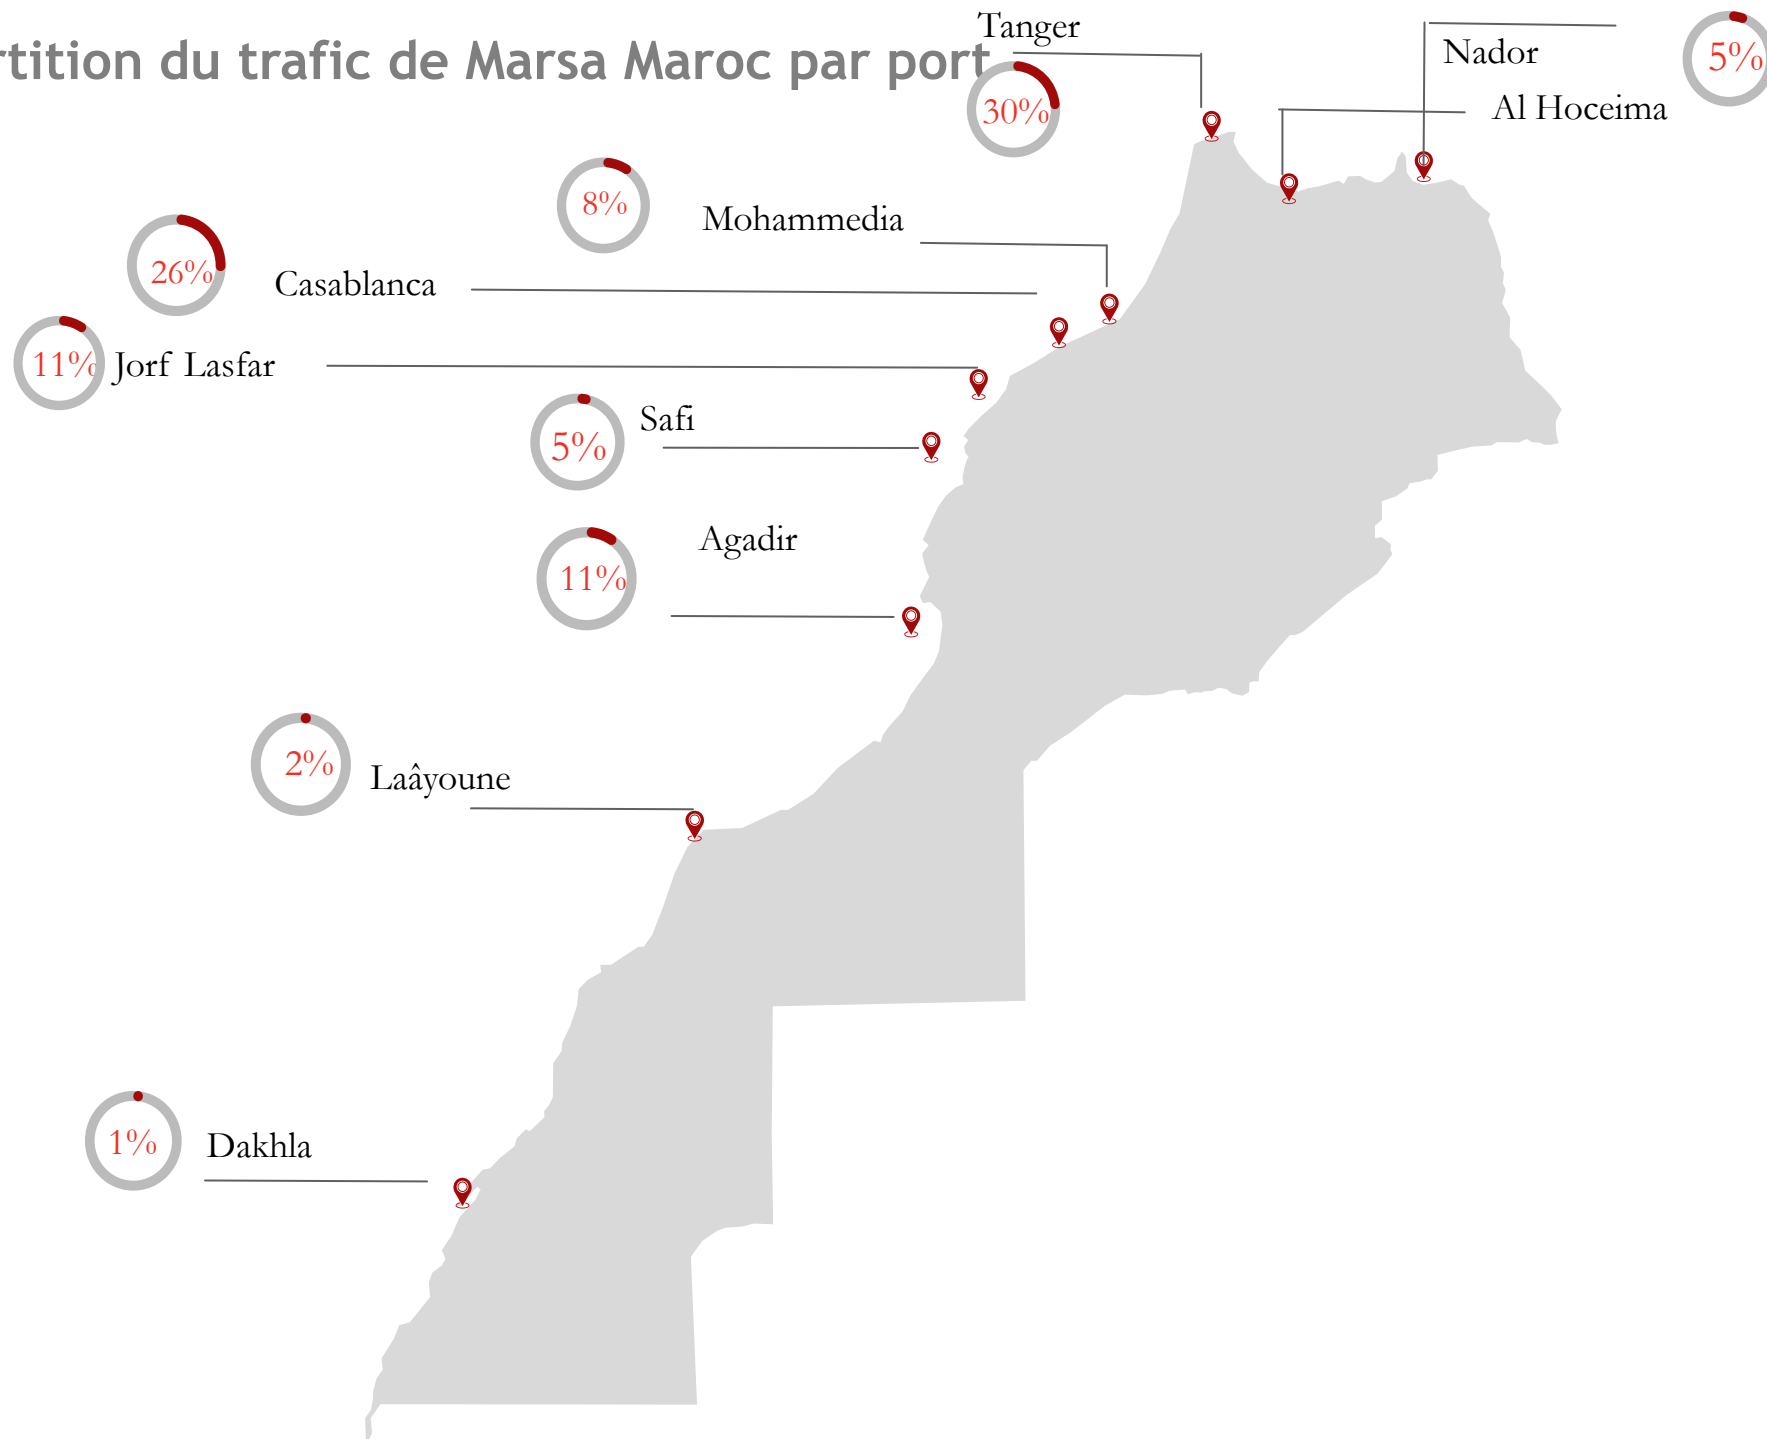 rtition du trafic de Marsa Maroc par port
Tanger
30%
Nador
5%
Al Hoceima
8%
Mohammedia
26%
Casablanca
11%
Jorf Lasfar
Safi
5%
Agadir
11%
2%
Laâyoune
1%
Dakhla